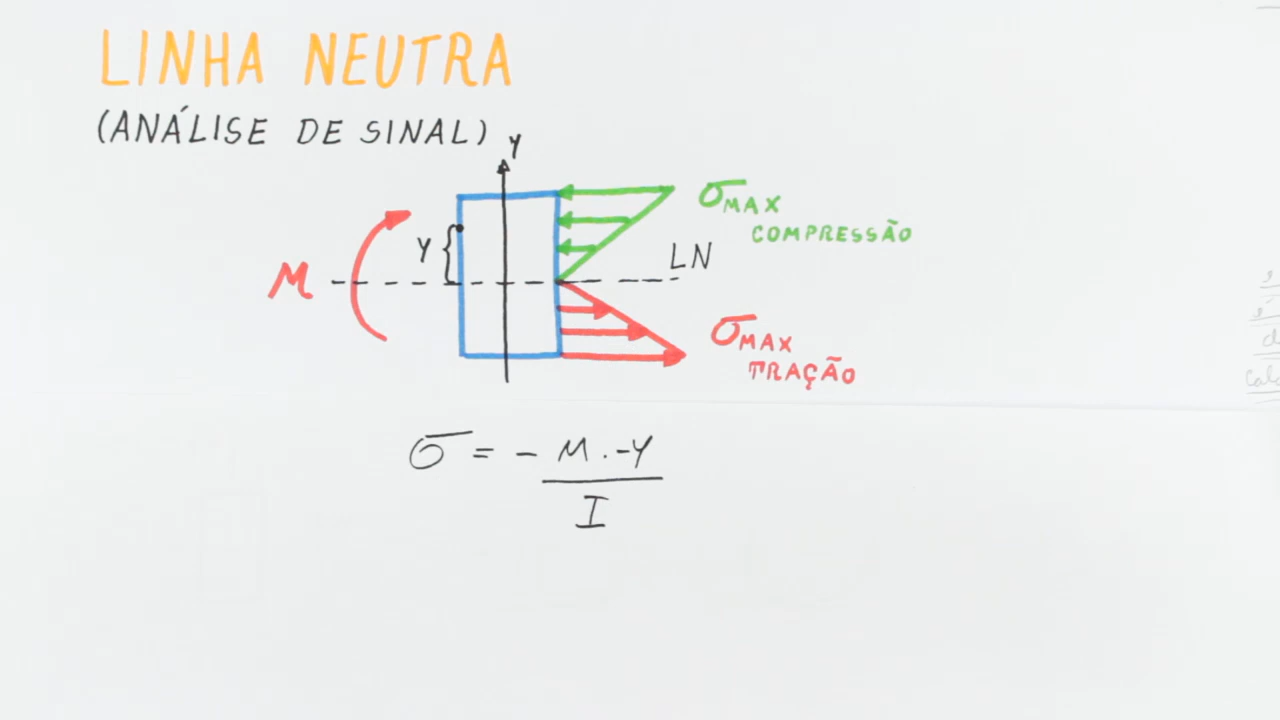 LINHA NEUTRA
(ANÁLISE DE SINAL)
Y
σMAX
COMPRESSÃO
Y
LN
M
σMAX
TRAÇÃO
σ = - M . -Y
I